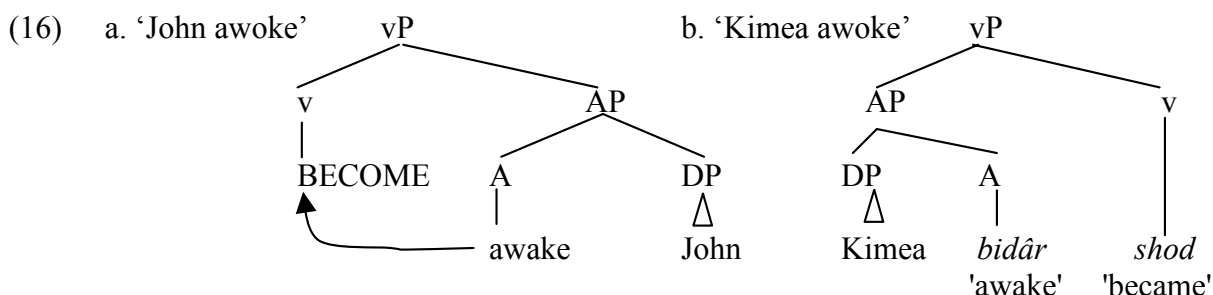 (16) a. ‘John awoke’ vP b. ‘Kimea awoke’ vP
v AP AP v
BECOME A DP DP A
awake John Kimea bidâr shod
'awake' 'became'